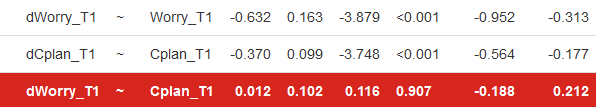 dWorry_T1 ~ Worry_T1 -0.632 0.163 -3.879 <0.001 -0.952 -0.313
dCplan_T1 ~ Cplan_T1 -0.370 0.099 -3.748 <0.001 -0.564 -0.177
dWorry_T1 ~ Cplan_T1 0.012 0.102 0.116 0.907 -0.188 0.212